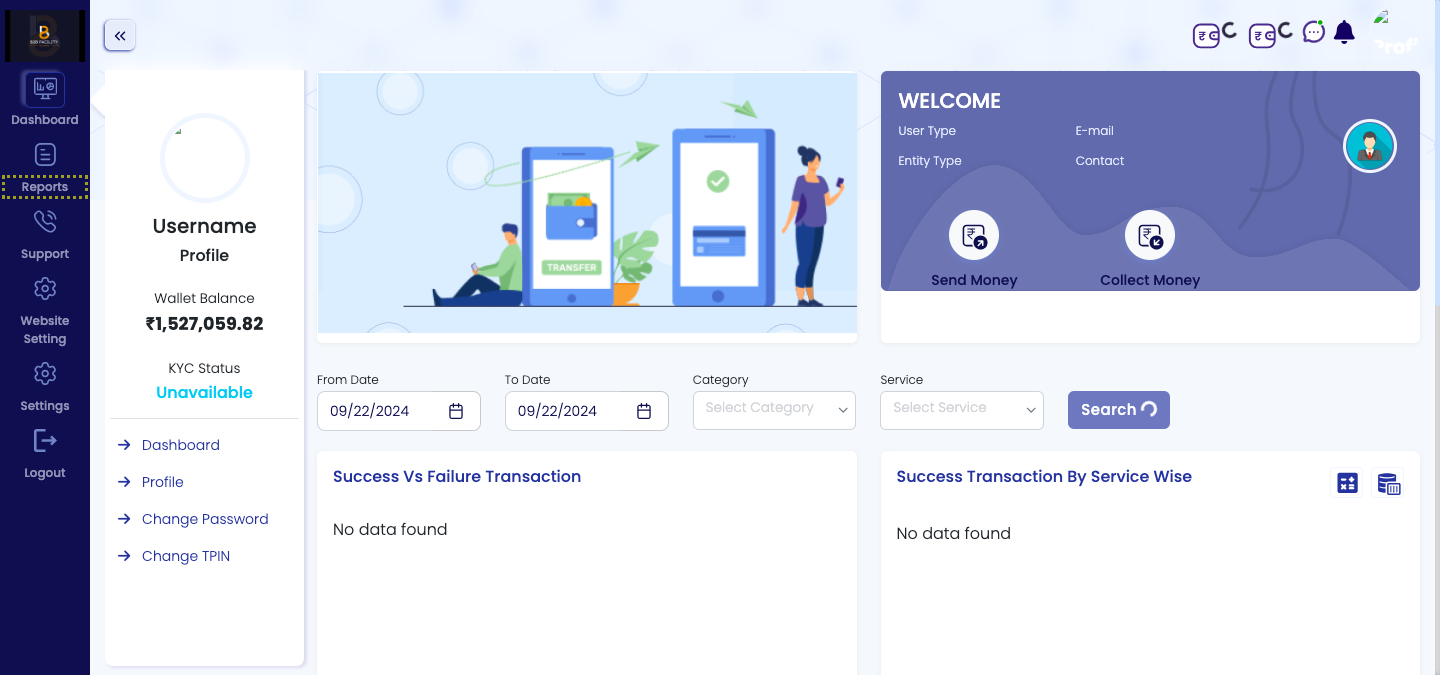 B2B FACILITY
Dashboard
Reports
Support
Website
Setting
Settings
Logout
Username
Profile
Wallet Balance
₹1,527,059.82
KYC Status
Unavailable
Dashboard
Profile
Change Password
Change TPIN
TRANSFER
WELCOME
User Type
E-mail
Entity Type
Contact
Send Money
Collect Money
From Date
To Date
Category
Service
09/22/2024
09/22/2024
Select Category
Select Service
Search
Success Vs Failure Transaction
No data found
Success Transaction By Service Wise
No data found